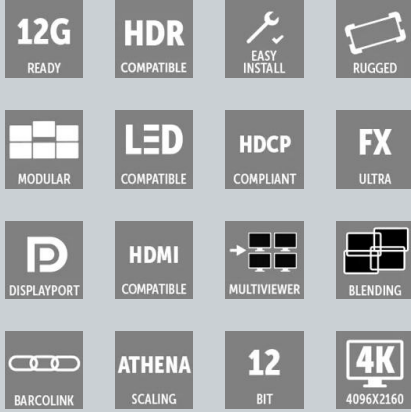 12G
READY
HDR
COMPATIBLE
EASY
INSTALL
RUGGED
MODULAR
LED
COMPATIBLE
HDCP
COMPLIANT
FX
ULTRA
D
DISPLAYPORT
HDMI
COMPATIBLE
MULTIVIEWER
BLENDING
BARCOLINK
ATHENA
SCALING
12
BIT
4K
4096X2160